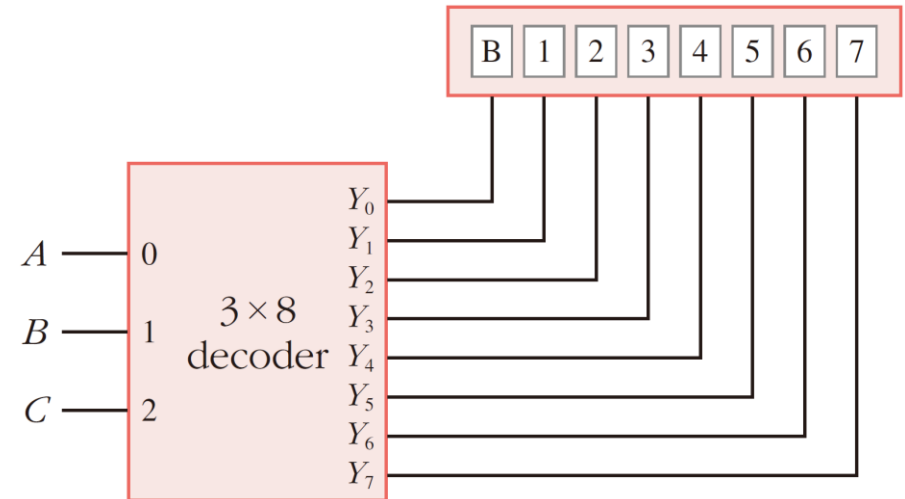 B 1 2 3 4 5 6 7
Y₀
Y₁
A 0
Y₂
3 × 8
Y₃
B 1
decoder
Y₄
Y₅
C 2
Y₆
Y₇